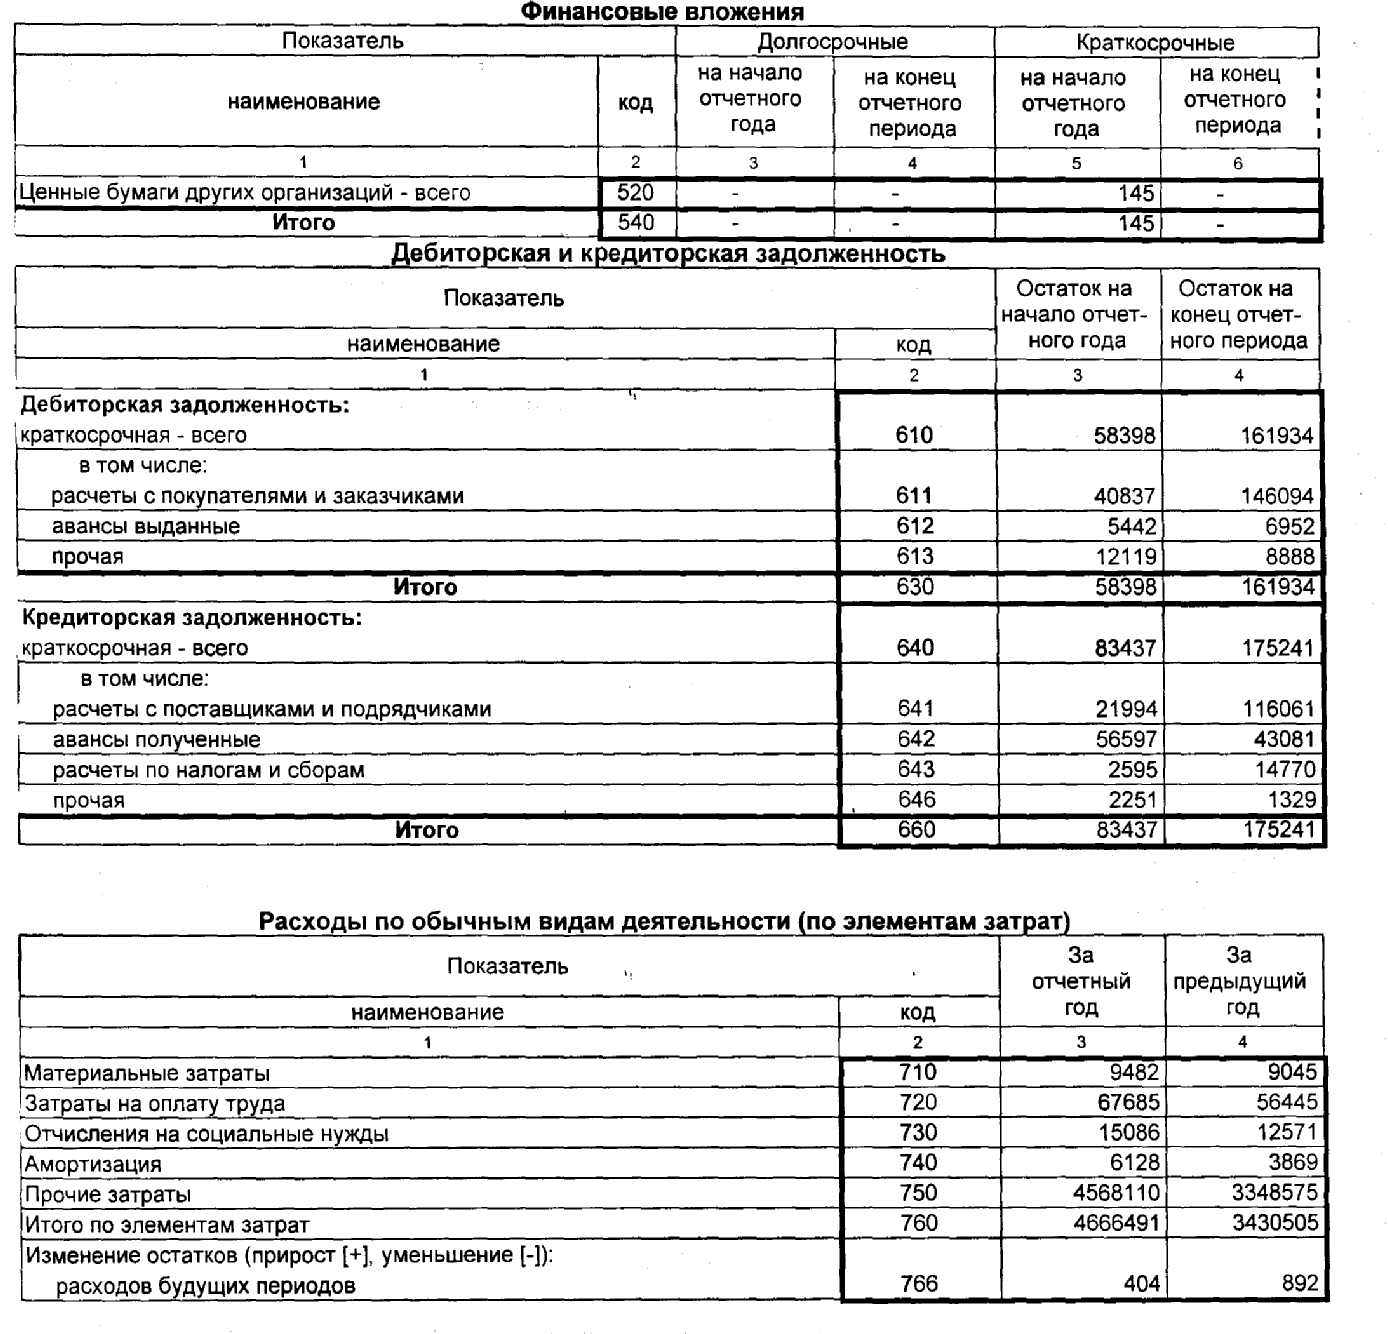 Финансовые вложения
Показатель Долгосрочные Краткосрочные
наименование код на начало отчетного года на конец отчетного периода на начало отчетного года на конец отчетного периода
1 2 3 4 5 6
Ценные бумаги других организаций - всего 520 - - 145 -
Итого 540 - - 145 -
Дебиторская и кредиторская задолженность
Показатель Остаток на начало отчет-ного года Остаток на конец отчет-ного периода
наименование код
1 2 3 4
Дебиторская задолженность:
краткосрочная - всего 610 58398 161934
в том числе:
расчеты с покупателями и заказчиками 611 40837 146094
авансы выданные 612 5442 6952
прочая 613 12119 8888
Итого 630 58398 161934
Кредиторская задолженность:
краткосрочная - всего 640 83437 175241
в том числе:
расчеты с поставщиками и подрядчиками 641 21994 116061
авансы полученные 642 56597 43081
расчеты по налогам и сборам 643 2595 14770
прочая 646 2251 1329
Итого 660 83437 175241
Расходы по обычным видам деятельности (по элементам затрат)
Показатель За отчетный год За предыдущий год
наименование код
1 2 3 4
Материальные затраты 710 9482 9045
Затраты на оплату труда 720 67685 56445
Отчисления на социальные нужды 730 15086 12571
Амортизация 740 6128 3869
Прочие затраты 750 4568110 3348575
Итого по элементам затрат 760 4666491 3430505
Изменение остатков (прирост [+], уменьшение [-]):
расходов будущих периодов 766 404 892